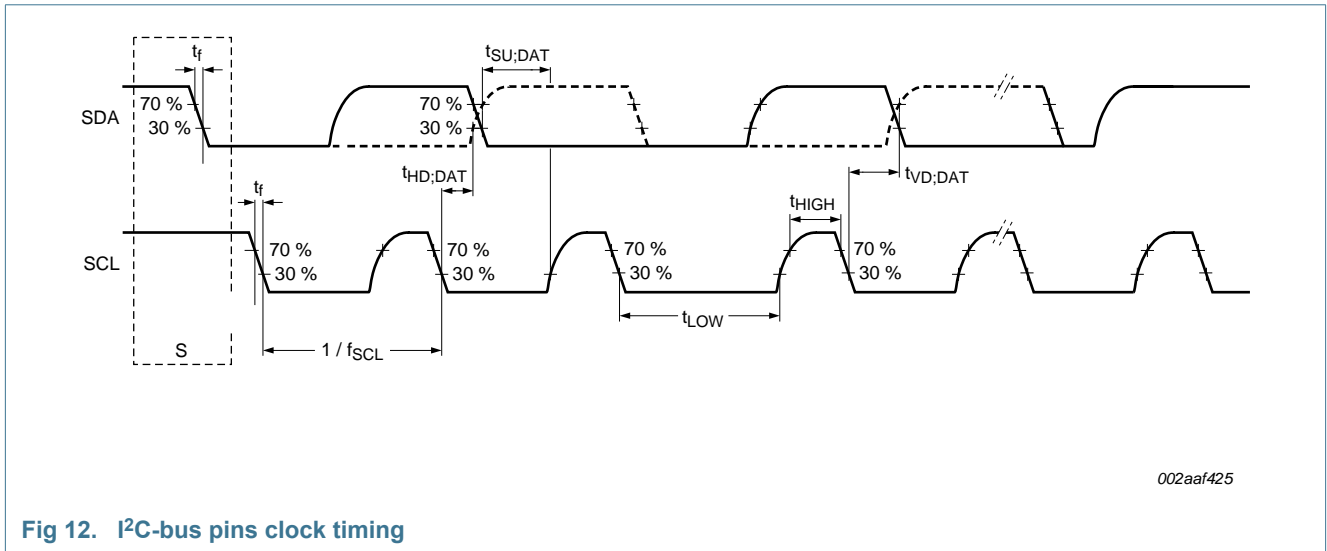 tf
tSU;DAT
SDA
70 %
30 %
70 %
30 %
tHD;DAT
tVD;DAT
tf
tHIGH
SCL
70 %
30 %
70 %
30 %
70 %
30 %
70 %
30 %
tLOW
S
1 / fSCL
002aaf425
Fig 12. I²C-bus pins clock timing